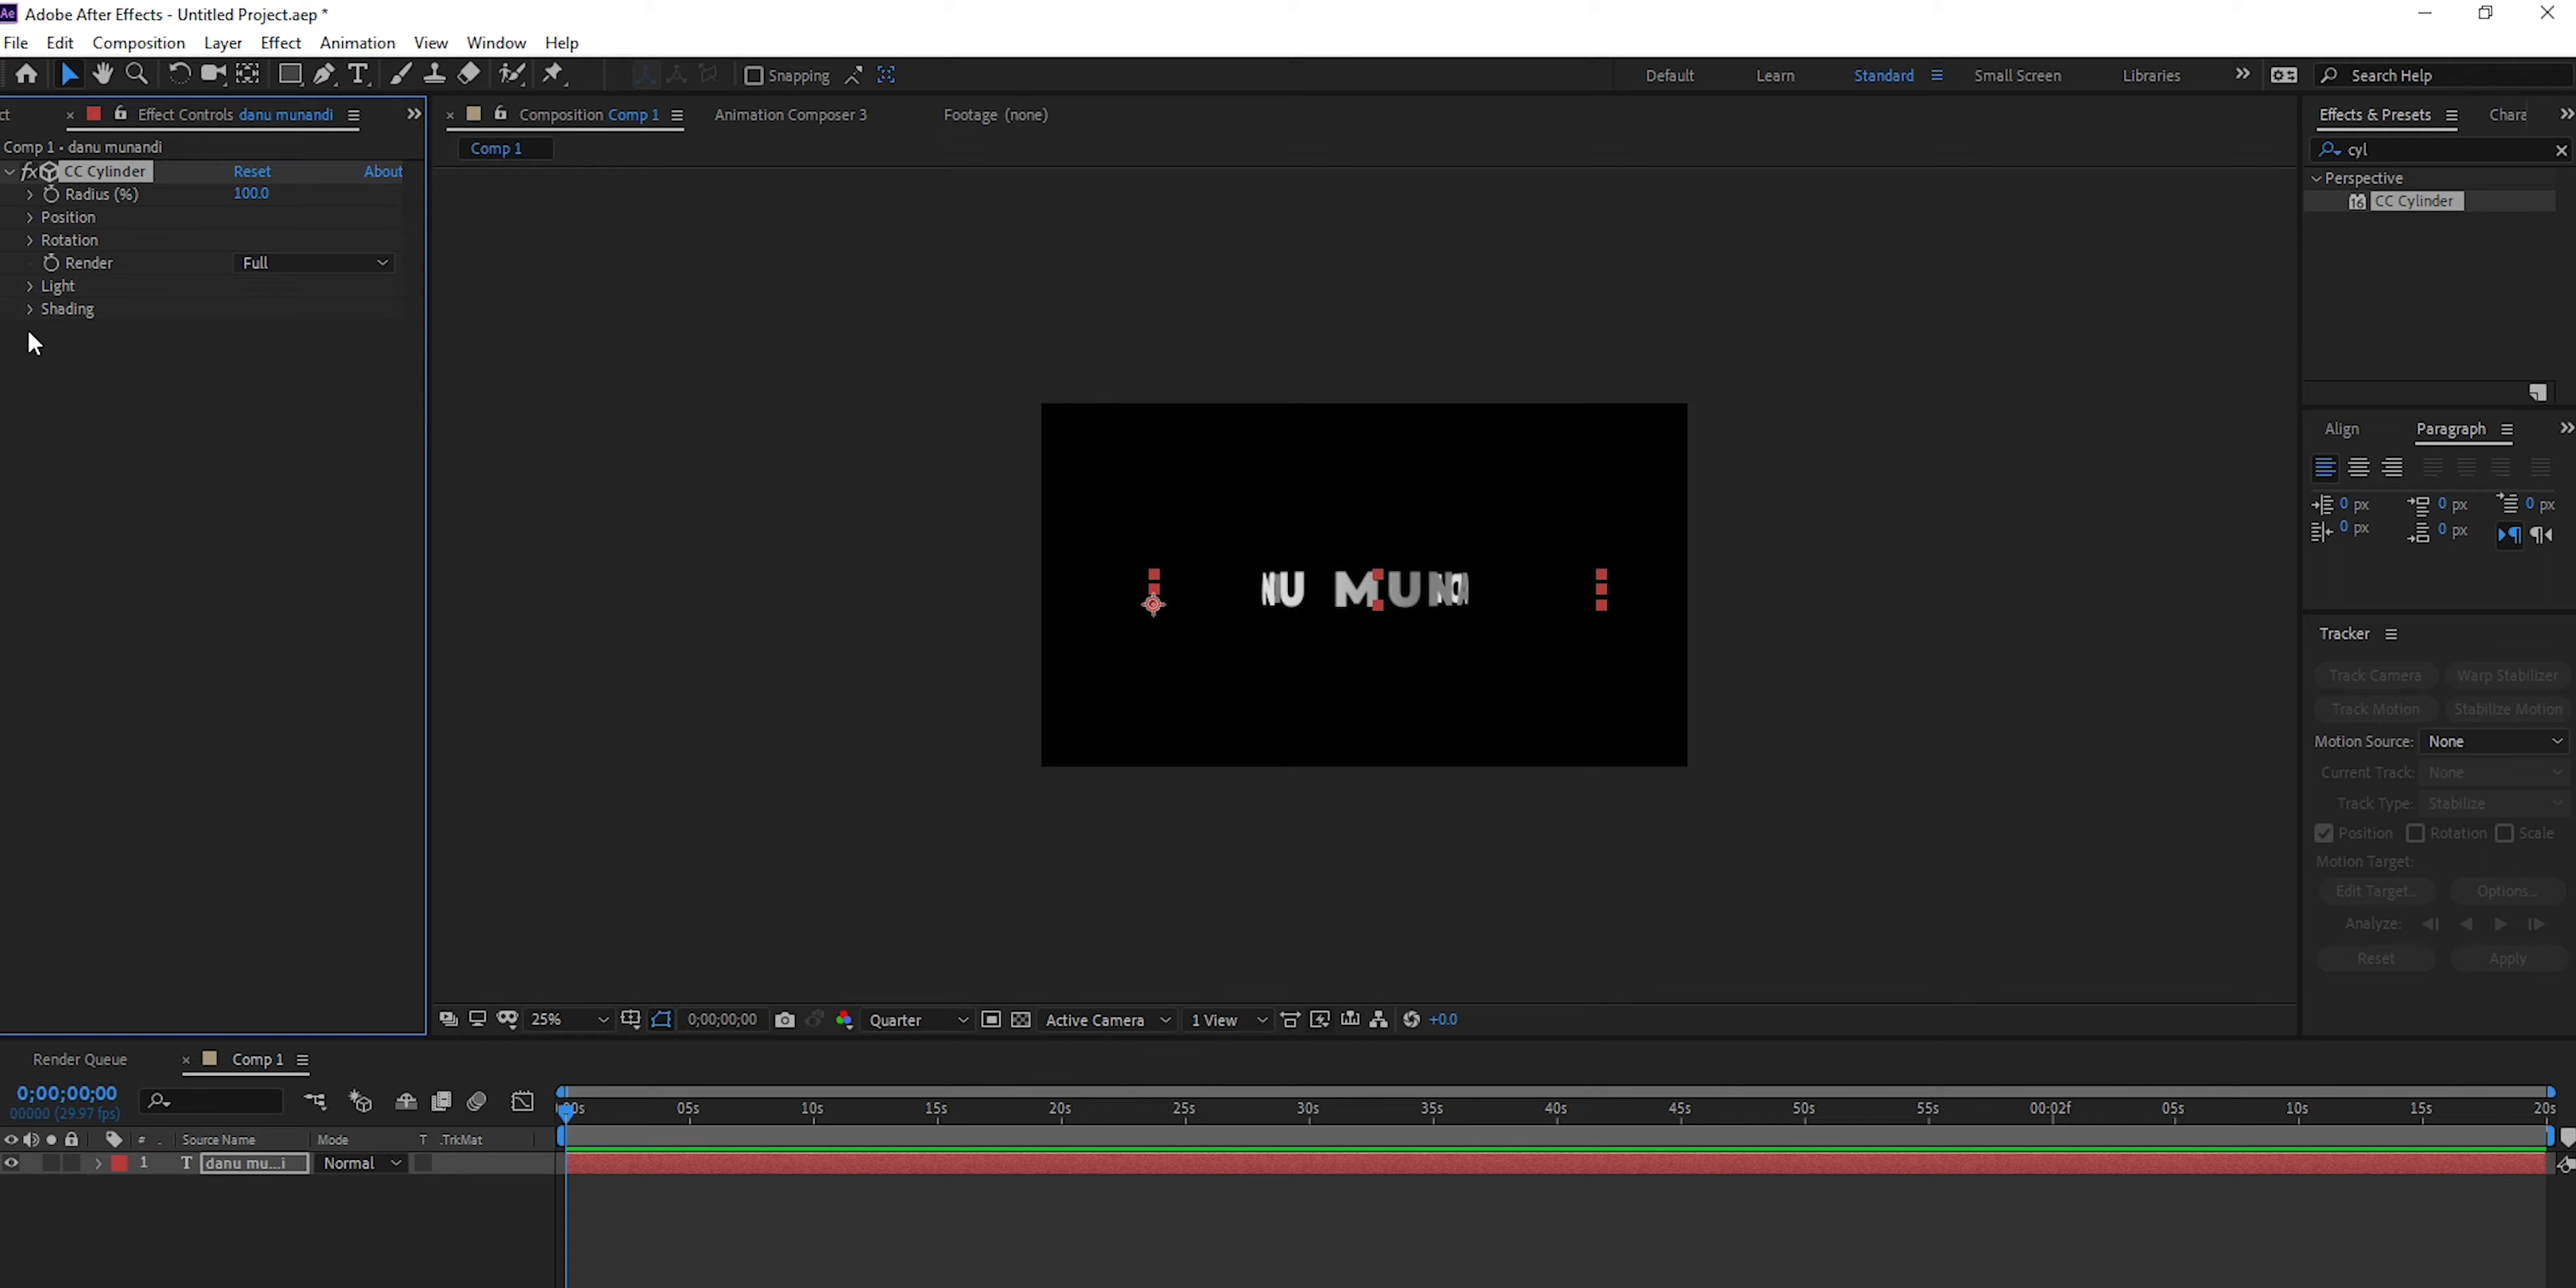 Ae Adobe After Effects - Untitled Project.aep *
File Edit Composition Layer Effect Animation View Window Help
Snapping Default Learn Standard Small Screen Libraries Search Help
ct Effect Controls danu munandi
Comp 1 • danu munandi
fx CC Cylinder Reset About
Radius (%) 100.0
Position
Rotation
Render Full
Light
Shading
Composition Comp 1 Animation Composer 3 Footage (none)
Comp 1
NU MUN
25% 0;00;00;00 Quarter Active Camera 1 View +0.0
Effects & Presets Chara
cyl
Perspective
16 CC Cylinder
Align Paragraph
0 px 0 px 0 px
0 px 0 px
Tracker
Track Camera Warp Stabilizer
Track Motion Stabilize Motion
Motion Source: None
Current Track: None
Track Type: Stabilize
Position Rotation Scale
Motion Target:
Edit Target... Options...
Analyze:
Reset Apply
Render Queue Comp 1
0;00;00;00
00000 (29.97 fps)
05s 10s 15s 20s 25s 30s 35s 40s 45s 50s 55s 00:02f 05s 10s 15s 20s
# Source Name Mode T .TrkMat
1 T danu mu...i Normal